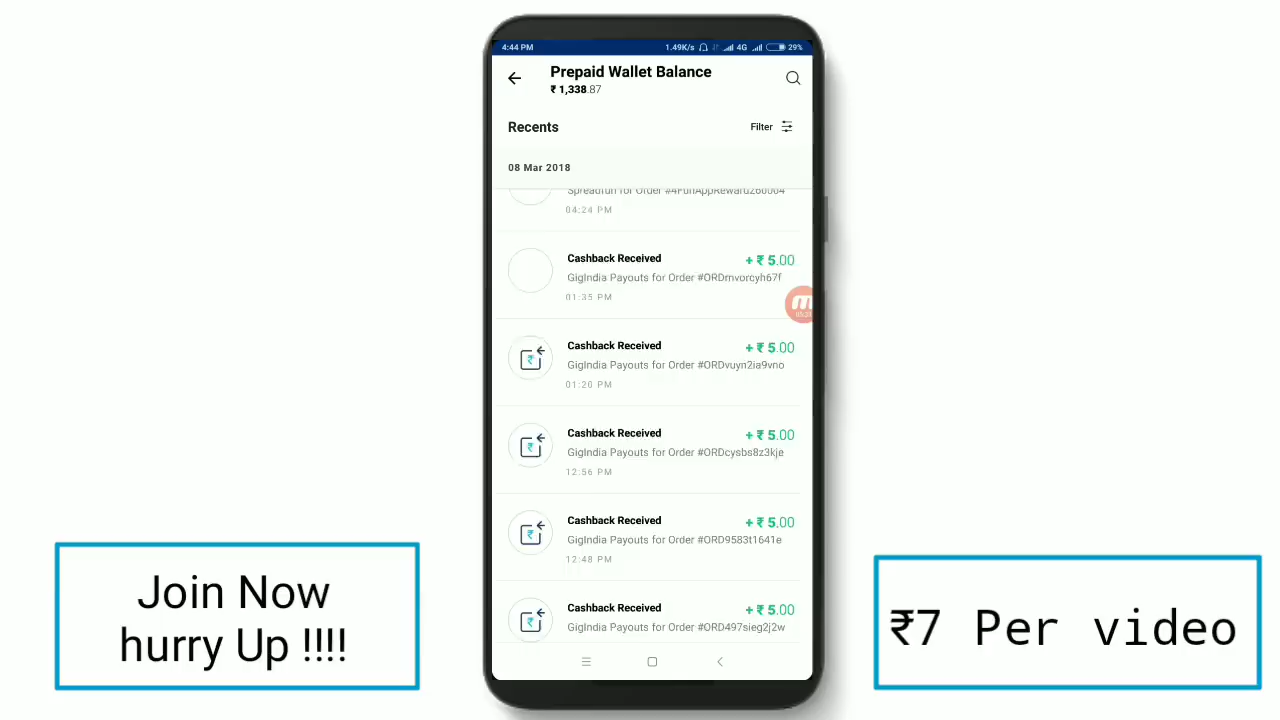 4:44 PM
1.49K/s 4G 29%
Prepaid Wallet Balance
₹ 1,338.87
Recents
Filter
08 Mar 2018
Spreadfun for Order #4FunAppReward260064
04:24 PM
Cashback Received
+ ₹ 5.00
GigIndia Payouts for Order
01:35 PM
Cashback Received
+ ₹ 5.00
GigIndia Payouts for Order #ORDvuyn2ia9vno
01:20 PM
Cashback Received
+ ₹ 5.00
GigIndia Payouts for Order #ORDcysbs8z3kje
12:56 PM
Cashback Received
+ ₹ 5.00
GigIndia Payouts for Order #ORD9583t1641e
12:48 PM
Cashback Received
+ ₹ 5.00
GigIndia Payouts for Order #ORD497sieg2j2w
Join Now
hurry Up !!!!
₹7 Per video